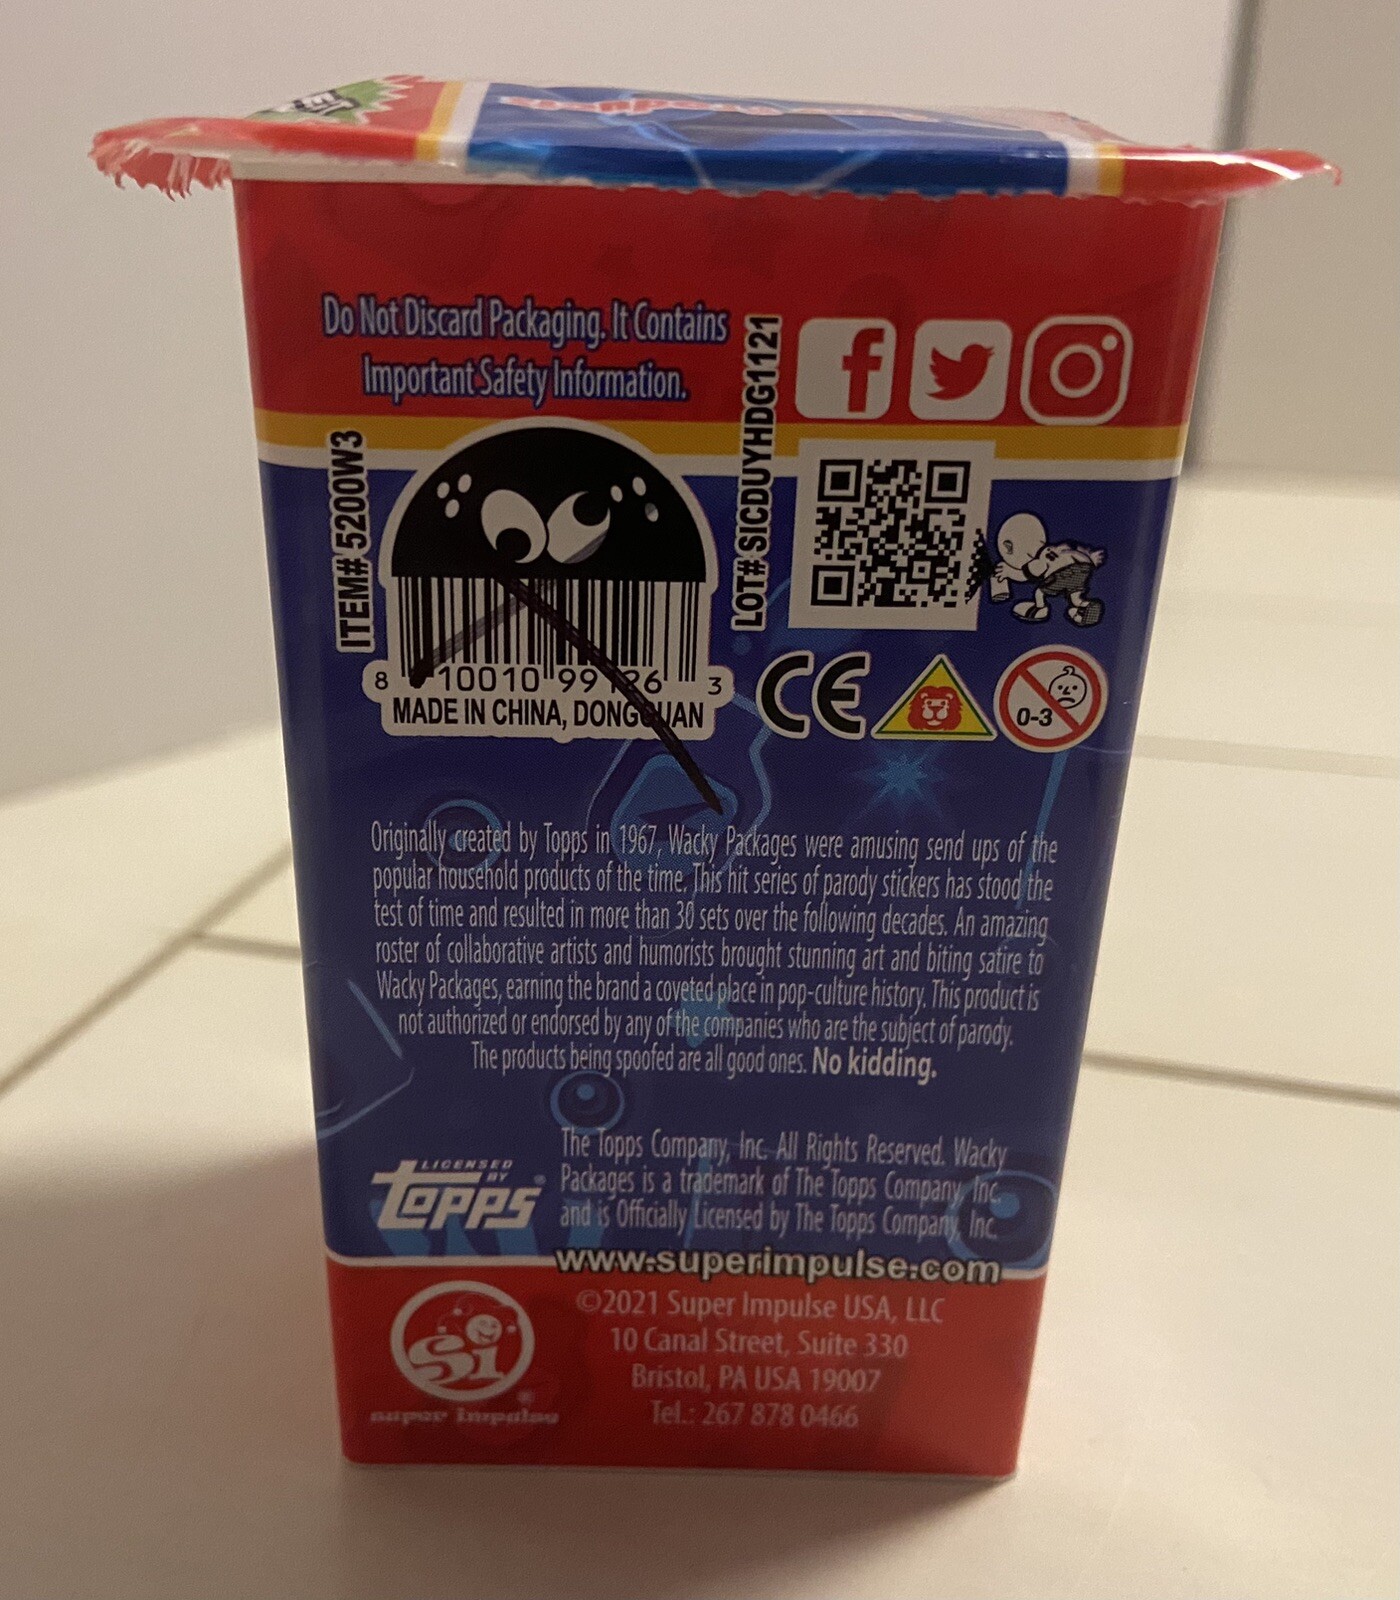 Do Not Discard Packaging. It Contains
Important Safety Information.
LOT# SICDUYHDG1121
ITEM# 5200W3
8 10010 99126 3
MADE IN CHINA, DONGGUAN
CE
0-3
Originally created by Topps in 1967, Wacky Packages were amusing send ups of the
popular household products of the time. This hit series of parody stickers has stood the
test of time and resulted in more than 30 sets over the following decades. An amazing
roster of collaborative artists and humorists brought stunning art and biting satire to
Wacky Packages, earning the brand a coveted place in pop-culture history. This product is
not authorized or endorsed by any of the companies who are the subject of parody.
The products being spoofed are all good ones. No kidding.
LICENSED
BY
Topps®
The Topps Company, Inc. All Rights Reserved. Wacky
Packages is a trademark of The Topps Company, Inc.
and is Officially Licensed by The Topps Company, Inc.
www.superimpulse.com
Si
super impulse®
©2021 Super Impulse USA, LLC
10 Canal Street, Suite 330
Bristol, PA USA 19007
Tel.: 267 878 0466